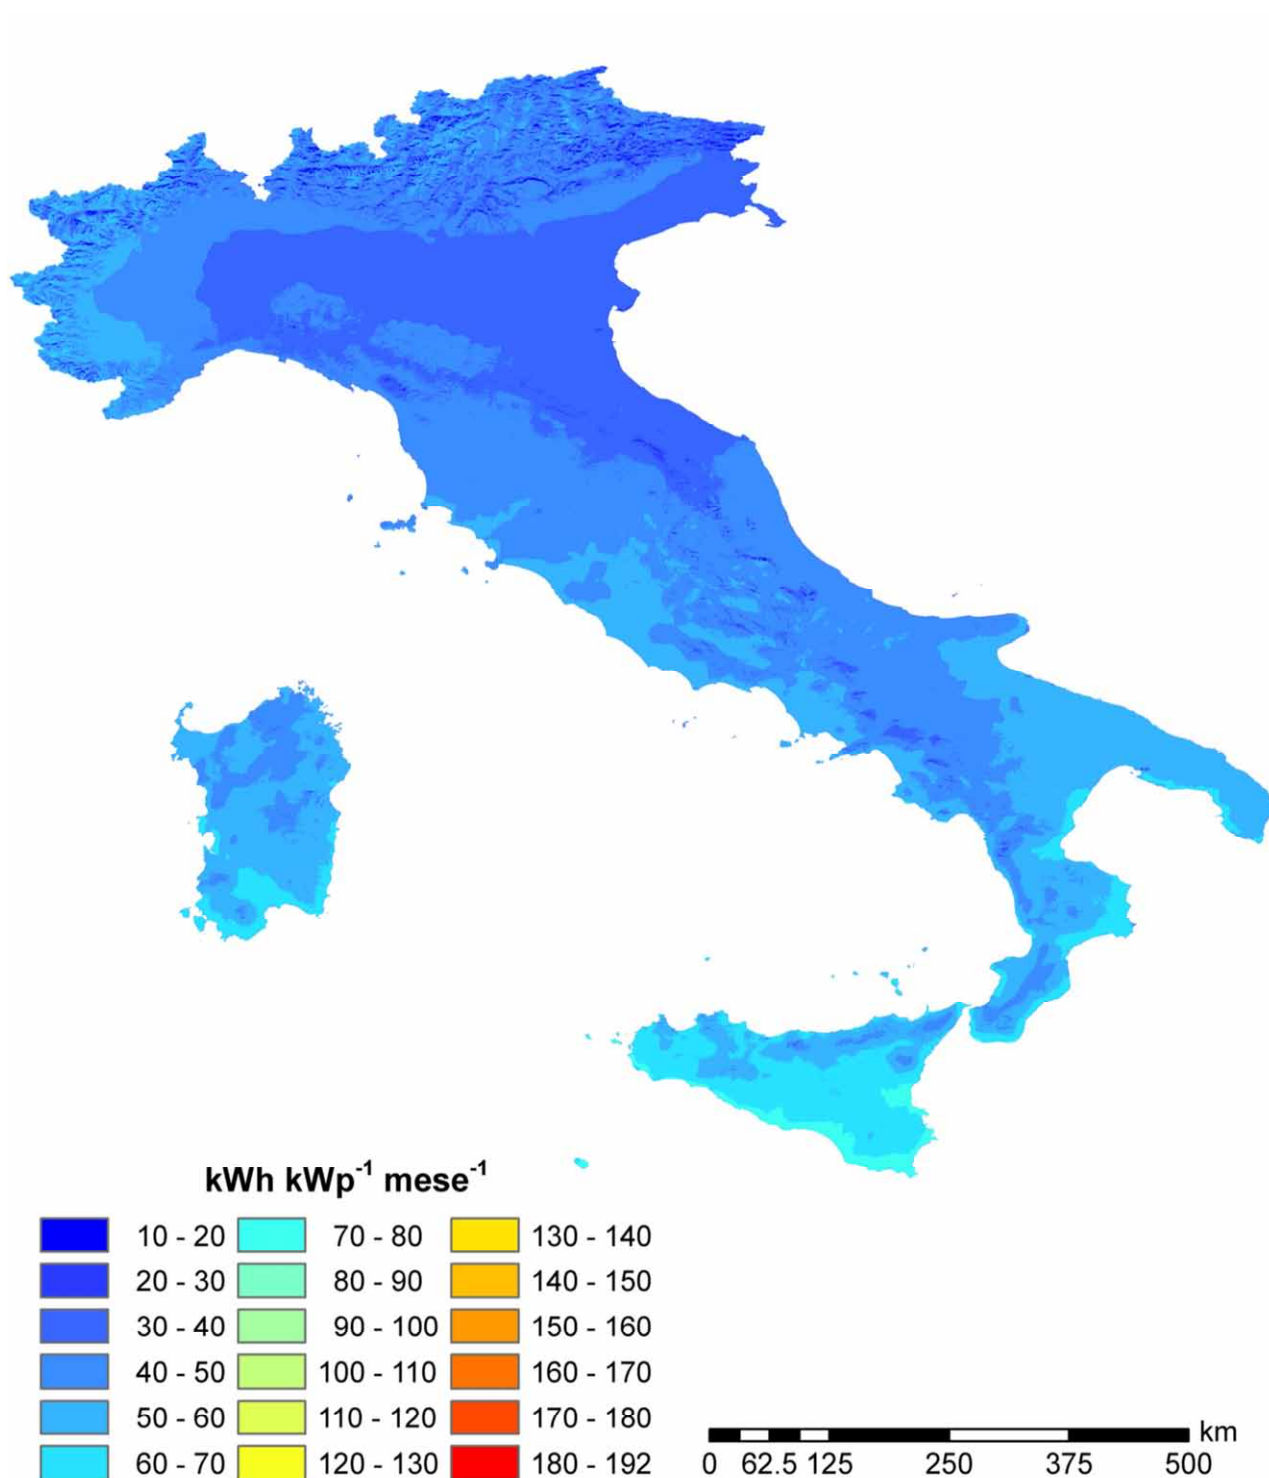 kWh kWp⁻¹ mese⁻¹
10 - 20 70 - 80 130 - 140
20 - 30 80 - 90 140 - 150
30 - 40 90 - 100 150 - 160
40 - 50 100 - 110 160 - 170
50 - 60 110 - 120 170 - 180
60 - 70 120 - 130 180 - 192
km
0 62.5 125 250 375 500